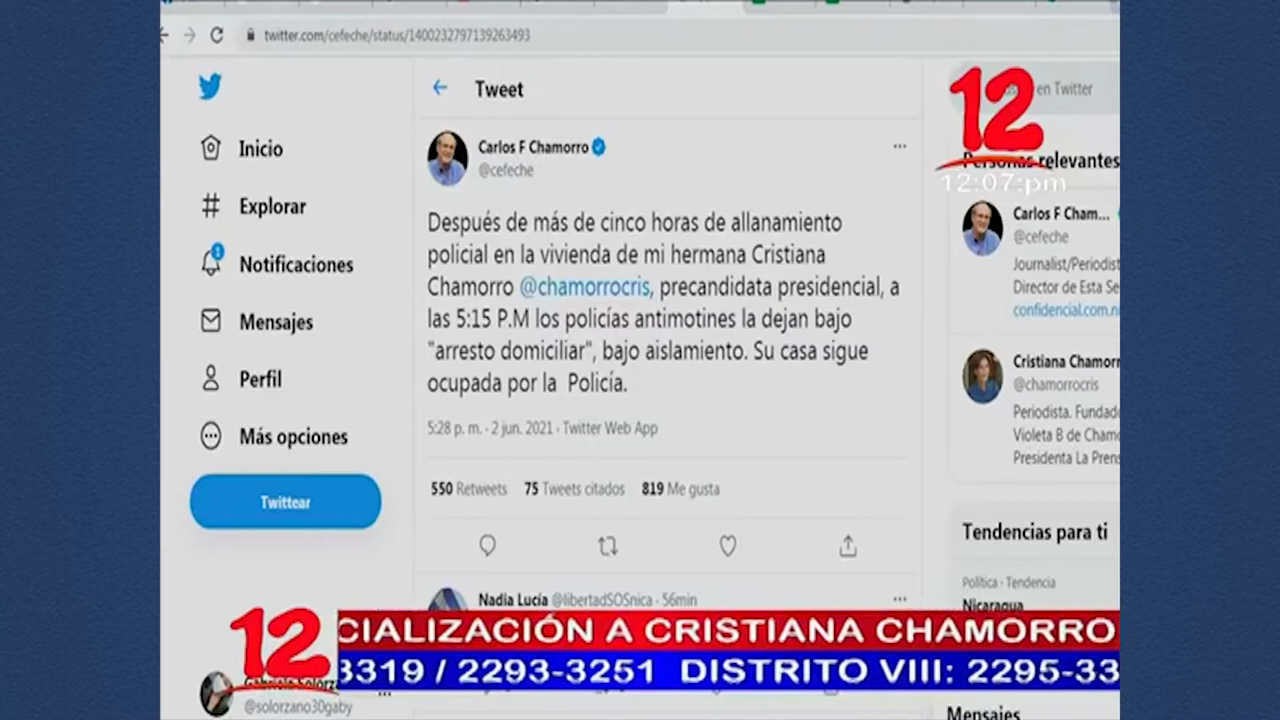 twitter.com/cefeche/status/1400232797139263493
Inicio
Explorar
1
Notificaciones
Mensajes
Perfil
Más opciones
Twittear
@solorzano30gaby
Tweet
Carlos F Chamorro
@cefeche
Después de más de cinco horas de allanamiento
policial en la vivienda de mi hermana Cristiana
Chamorro @chamorrocris, precandidata presidencial, a
las 5:15 P.M los policías antimotines la dejan bajo
"arresto domiciliar", bajo aislamiento. Su casa sigue
ocupada por la Policía.
5:28 p. m. · 2 jun. 2021 · Twitter Web App
550 Retweets 75 Tweets citados 819 Me gusta
Nadia Lucía @libertadSOSnica · 56min
12
en Twitter
Personas relevantes
12:07:pm
Carlos F Cham...
@cefeche
Journalist/Periodist
Director de Esta Se
confidencial.com.n
Cristiana Chamorr
@chamorrocris
Periodista. Fundad
Violeta B de Chamo
Presidenta La Prens
Tendencias para ti
Política · Tendencia
Nicaragua
12
CIALIZACIÓN A CRISTIANA CHAMORRO
3319 / 2293-3251 DISTRITO VIII: 2295-33
Mensajes